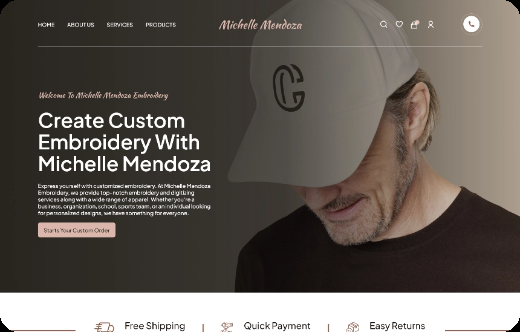 HOME ABOUT US SERVICES PRODUCTS Michelle Mendoza
Welcome To Michelle Mendoza Embroidery
Create Custom
Embroidery With
Michelle Mendoza
Express yourself with customized embroidery. At Michelle Mendoza
Embroidery, we provide top-notch embroidery and digitizing
services along with a wide range of apparel. Whether you're a
business, organization, school, sports team, or an individual looking
for personalized designs, we have something for everyone.
Starts Your Custom Order
Free Shipping Quick Payment Easy Returns